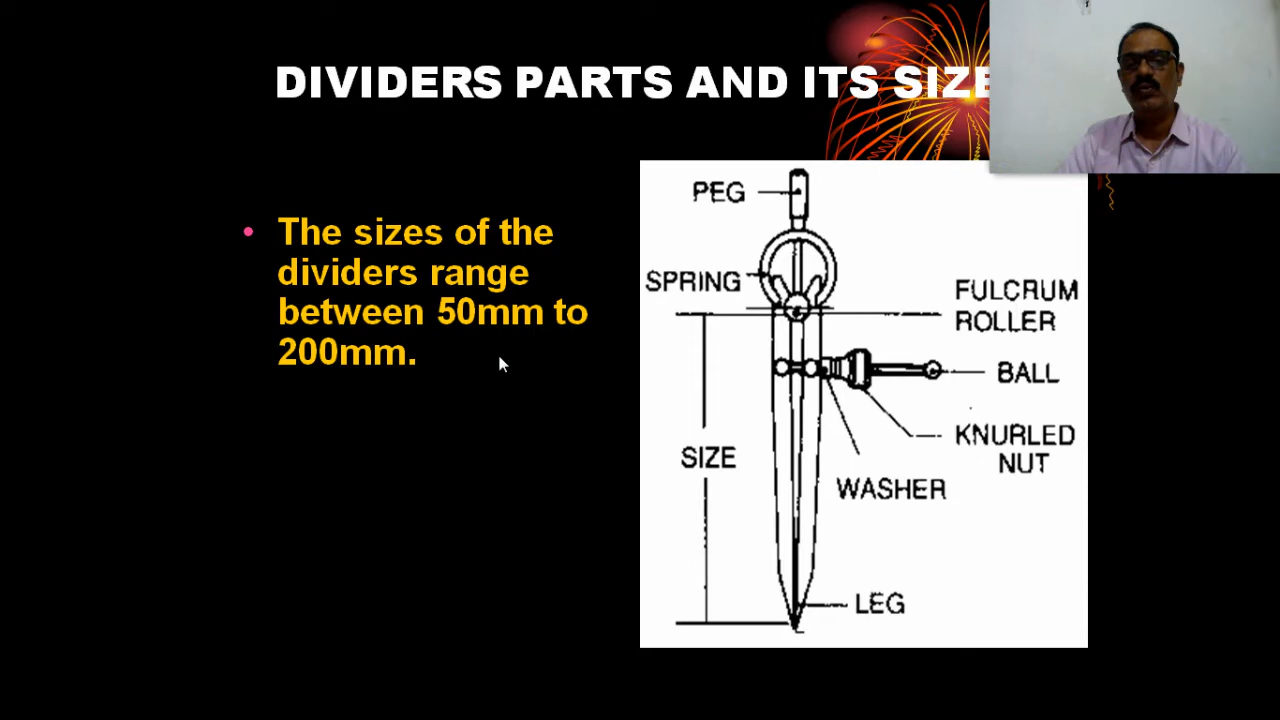 DIVIDERS PARTS AND ITS SIZE
• The sizes of the
dividers range
between 50mm to
200mm.
PEG
SPRING
FULCRUM
ROLLER
BALL
KNURLED
NUT
SIZE
WASHER
LEG